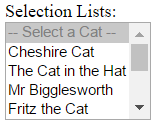 Selection Lists:
-- Select a Cat --
Cheshire Cat
The Cat in the Hat
Mr Bigglesworth
Fritz the Cat